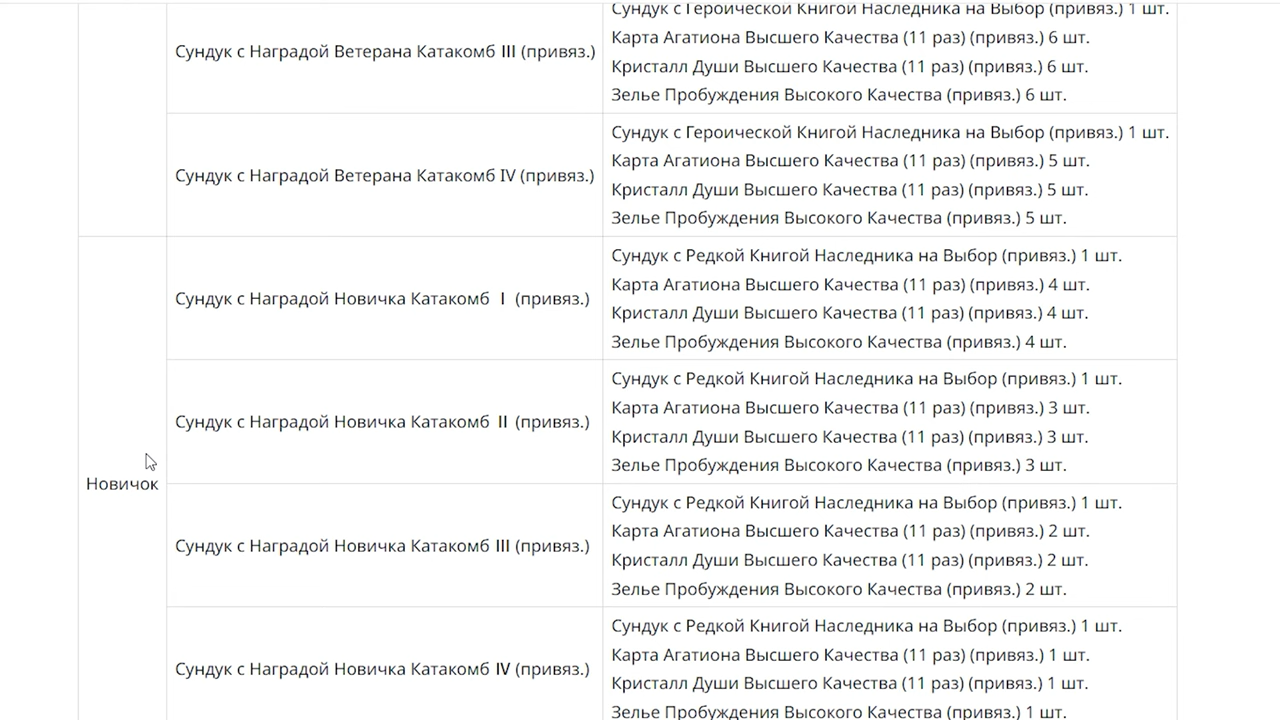 Сундук с Героической Книгой Наследника на Выбор (привяз.) 1 шт.
Сундук с Наградой Ветерана Катакомб III (привяз.)
Карта Агатиона Высшего Качества (11 раз) (привяз.) 6 шт.
Кристалл Души Высшего Качества (11 раз) (привяз.) 6 шт.
Зелье Пробуждения Высокого Качества (привяз.) 6 шт.
Сундук с Наградой Ветерана Катакомб IV (привяз.)
Сундук с Героической Книгой Наследника на Выбор (привяз.) 1 шт.
Карта Агатиона Высшего Качества (11 раз) (привяз.) 5 шт.
Кристалл Души Высшего Качества (11 раз) (привяз.) 5 шт.
Зелье Пробуждения Высокого Качества (привяз.) 5 шт.
Новичок
Сундук с Наградой Новичка Катакомб I (привяз.)
Сундук с Редкой Книгой Наследника на Выбор (привяз.) 1 шт.
Карта Агатиона Высшего Качества (11 раз) (привяз.) 4 шт.
Кристалл Души Высшего Качества (11 раз) (привяз.) 4 шт.
Зелье Пробуждения Высокого Качества (привяз.) 4 шт.
Сундук с Наградой Новичка Катакомб II (привяз.)
Сундук с Редкой Книгой Наследника на Выбор (привяз.) 1 шт.
Карта Агатиона Высшего Качества (11 раз) (привяз.) 3 шт.
Кристалл Души Высшего Качества (11 раз) (привяз.) 3 шт.
Зелье Пробуждения Высокого Качества (привяз.) 3 шт.
Сундук с Наградой Новичка Катакомб III (привяз.)
Сундук с Редкой Книгой Наследника на Выбор (привяз.) 1 шт.
Карта Агатиона Высшего Качества (11 раз) (привяз.) 2 шт.
Кристалл Души Высшего Качества (11 раз) (привяз.) 2 шт.
Зелье Пробуждения Высокого Качества (привяз.) 2 шт.
Сундук с Наградой Новичка Катакомб IV (привяз.)
Сундук с Редкой Книгой Наследника на Выбор (привяз.) 1 шт.
Карта Агатиона Высшего Качества (11 раз) (привяз.) 1 шт.
Кристалл Души Высшего Качества (11 раз) (привяз.) 1 шт.
Зелье Пробуждения Высокого Качества (привяз.) 1 шт.